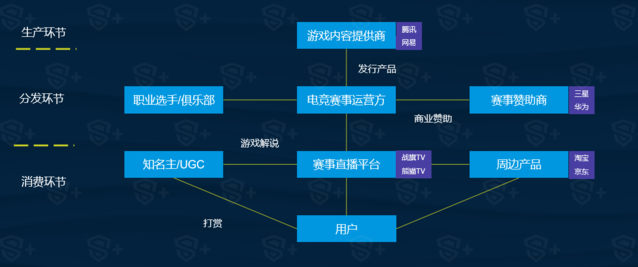 生产环节
游戏内容提供商
腾讯
网易
发行产品
分发环节
职业选手/俱乐部
电竞赛事运营方
赛事赞助商
三星
华为
商业赞助
游戏解说
消费环节
知名主/UGC
赛事直播平台
战旗TV
熊猫TV
周边产品
淘宝
京东
打赏
用户